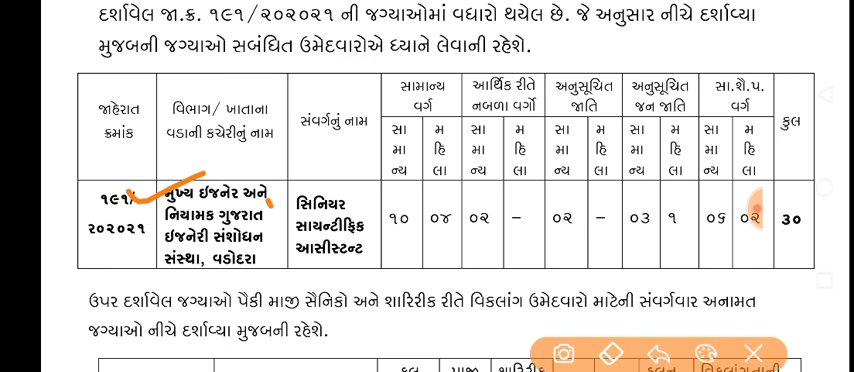 દર્શાવેલ જા.ક્ર. ૧૯૧/૨૦૨૦૨૧ ની જગ્યાઓમાં વધારો થયેલ છે. જે અનુસાર નીચે દર્શાવ્યા
મુજબની જગ્યાઓ સબંધિત ઉમેદવારોએ ધ્યાને લેવાની રહેશે.
જાહેરાત ક્રમાંક
વિભાગ/ ખાતાના વડાની કચેરીનું નામ
સંવર્ગનું નામ
સામાન્ય વર્ગ
આર્થિક રીતે નબળા વર્ગો
અનુસૂચિત જાતિ
અનુસૂચિત જન જાતિ
સા.શૈ.પ. વર્ગ
કુલ
સામાન્ય મહિલા સામાન્ય મહિલા સામાન્ય મહિલા સામાન્ય મહિલા સામાન્ય મહિલા
૧૯૧/ ૨૦૨૦૨૧
મુખ્ય ઇજનેર અને
નિયામક ગુજરાત
ઇજનેરી સંશોધન
સંસ્થા, વડોદરા
સિનિયર
સાયન્ટીફિક
આસીસ્ટન્ટ
૧૦ ૦૪ ૦૨ – ૦૨ – ૦૩ ૧ ૦૬ ૦૨ ૩૦
ઉપર દર્શાવેલ જગ્યાઓ પૈકી માજી સૈનિકો અને શારિરીક રીતે વિકલાંગ ઉમેદવારો માટેની સંવર્ગવાર અનામત
જગ્યાઓ નીચે દર્શાવ્યા મુજબની રહેશે.